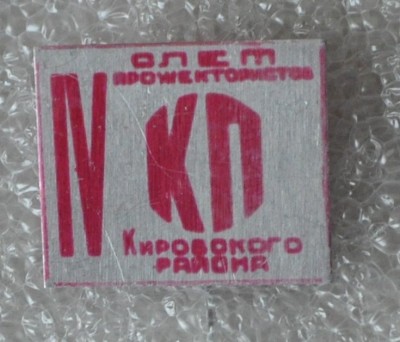 СЛЕТ
ПРОЖЕКТОРИСТОВ
IV
КП
КИРОВСКОГО
РАЙОНА